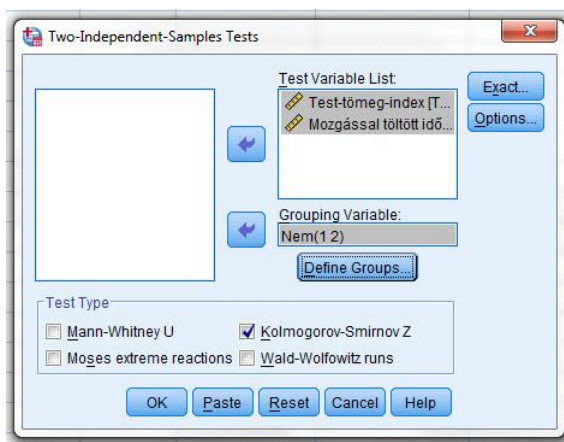 Two-Independent-Samples Tests
Test Variable List:
Test-tömeg-index [T...
Mozgással töltött idő...
Exact...
Options...
Grouping Variable:
Nem(1 2)
Define Groups...
Test Type
Mann-Whitney U
Kolmogorov-Smirnov Z
Moses extreme reactions
Wald-Wolfowitz runs
OK
Paste
Reset
Cancel
Help